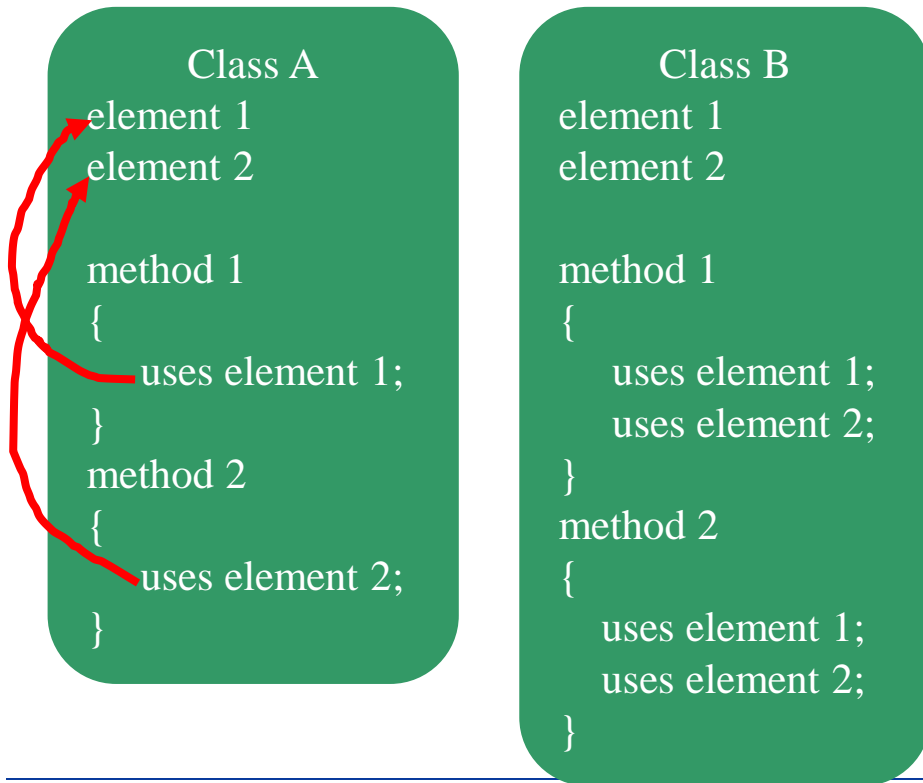 Class A
element 1
element 2
method 1
{
uses element 1;
}
method 2
{
uses element 2;
}
Class B
element 1
element 2
method 1
{
uses element 1;
uses element 2;
}
method 2
{
uses element 1;
uses element 2;
}